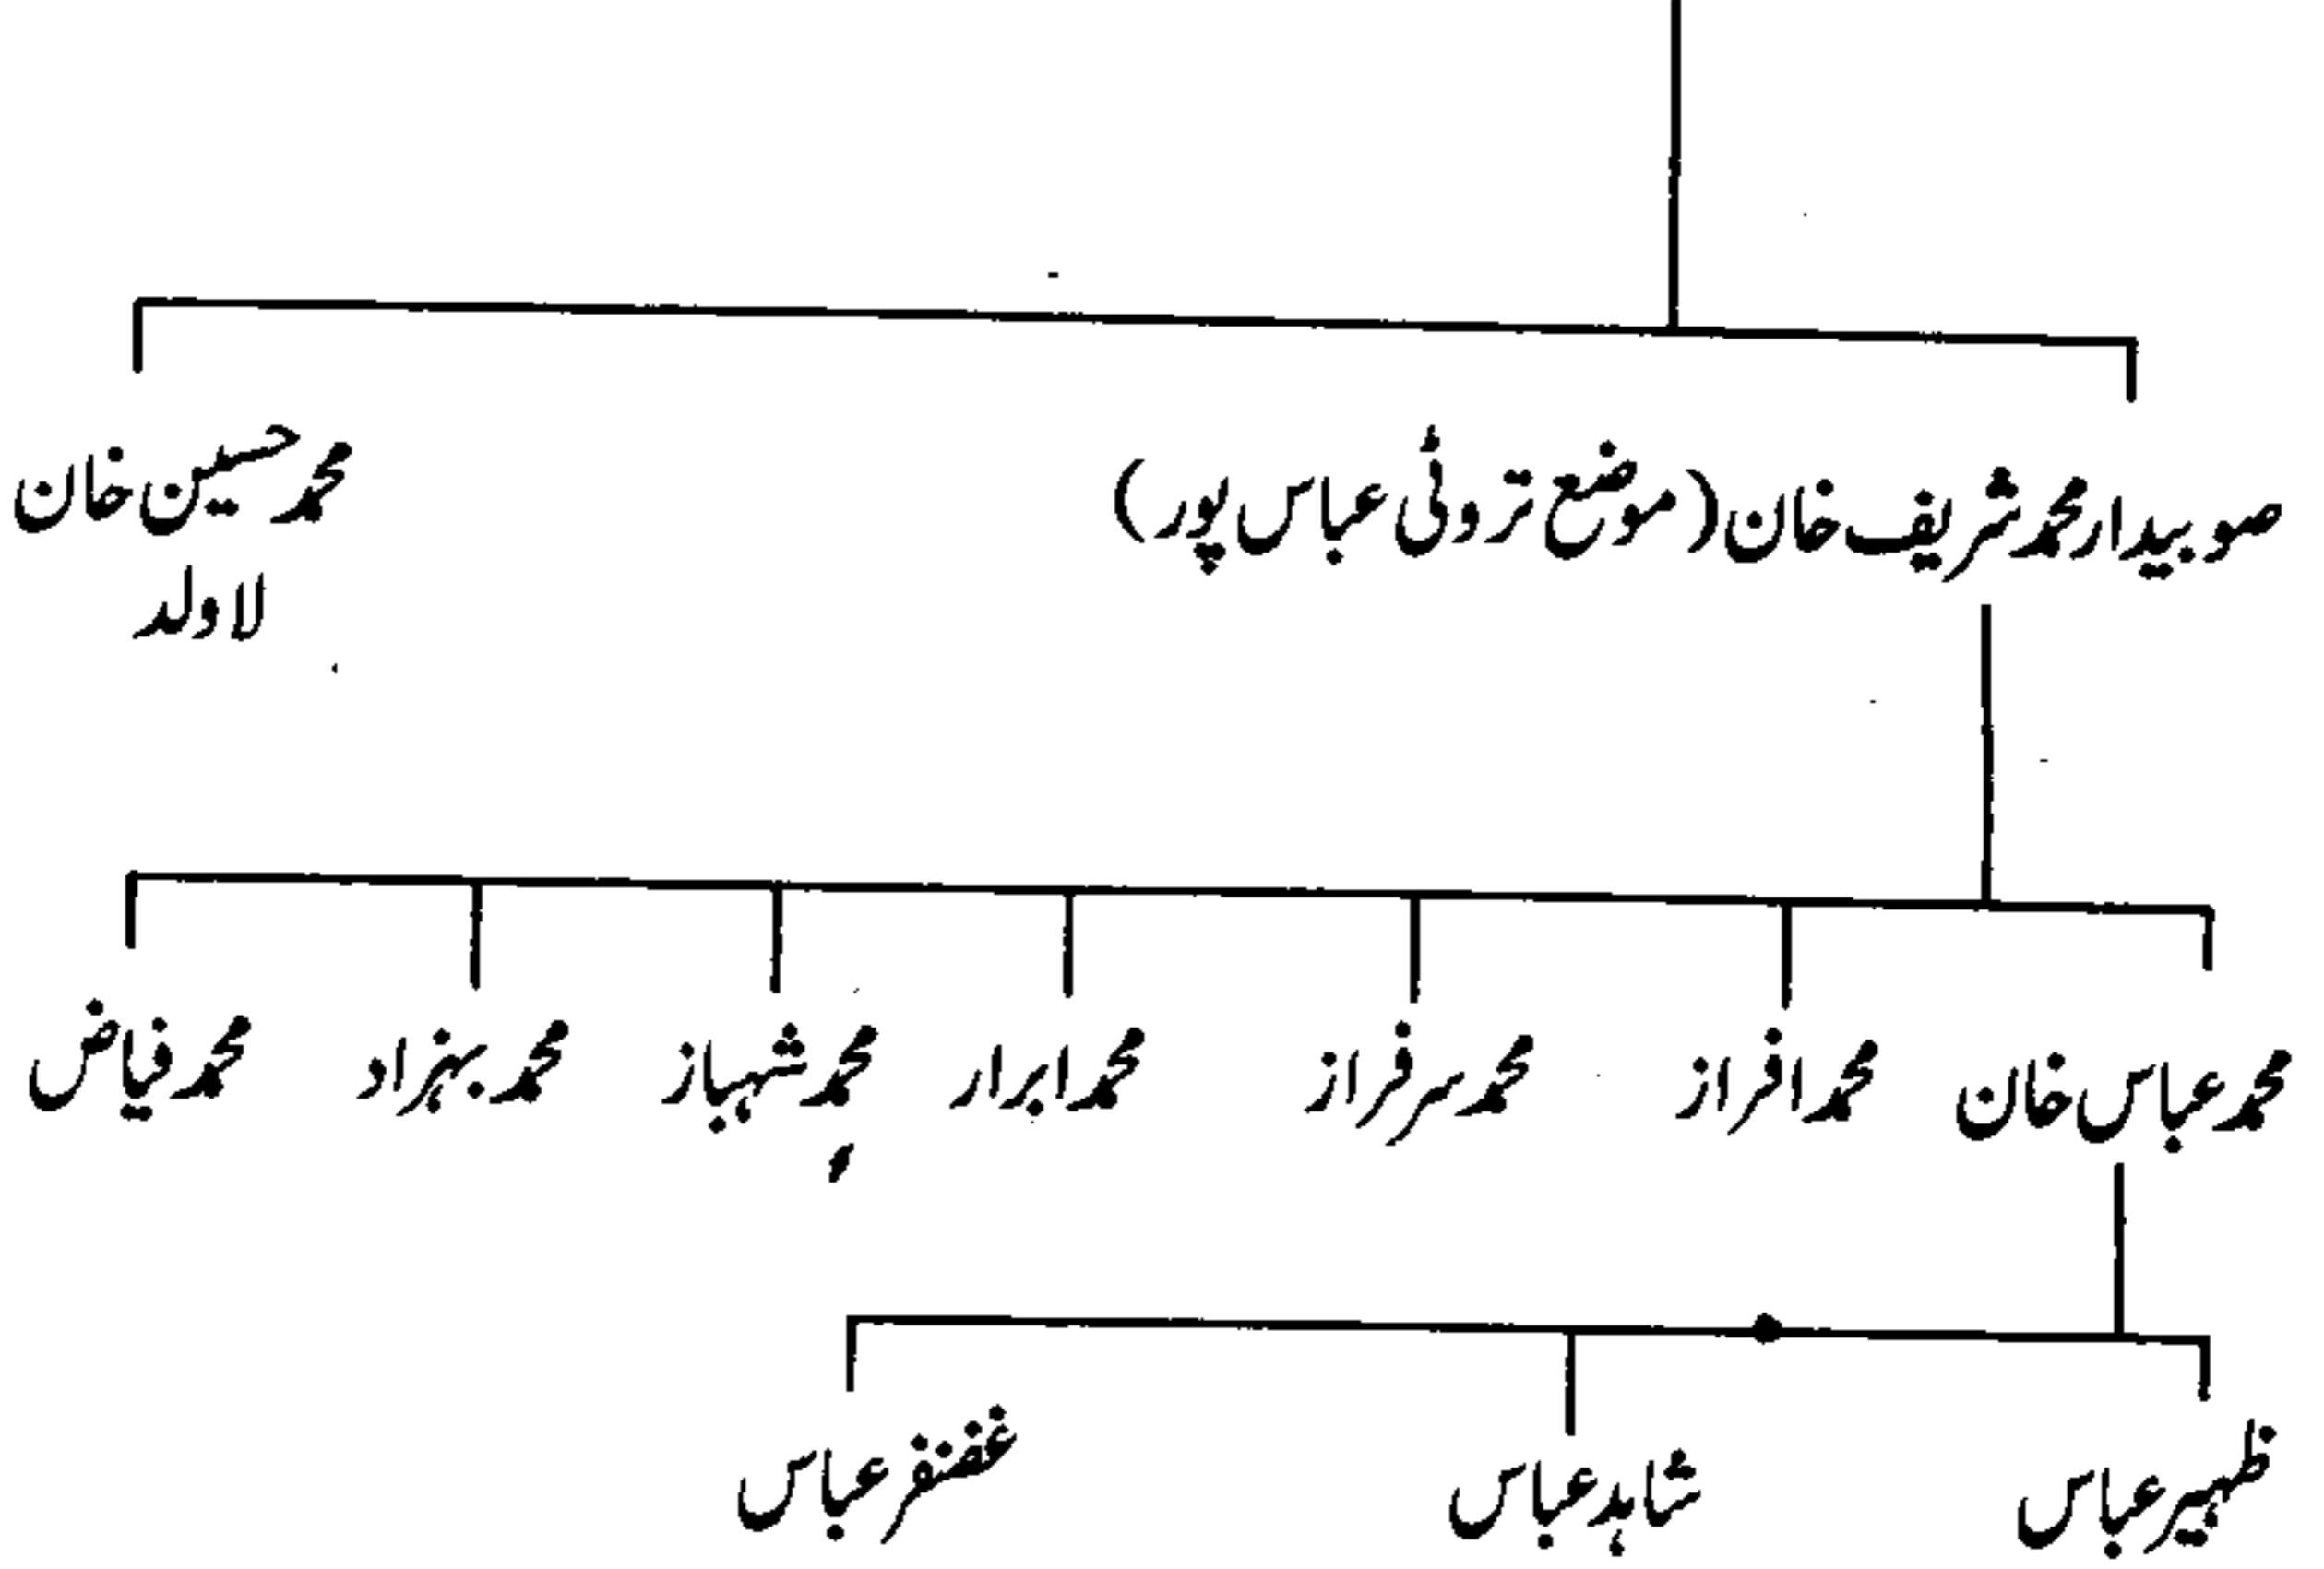 صوبیدار محمد شریف خان (موضع تروٹی عباس پور) محمد حسین خان
لاولد
محمد عباس خان محمد افراز محمد سرفراز محمد ابرار محمد شہباز محمد بہزاد محمد فیاض
ظہیر عباس شاہد عباس غضنفر عباس